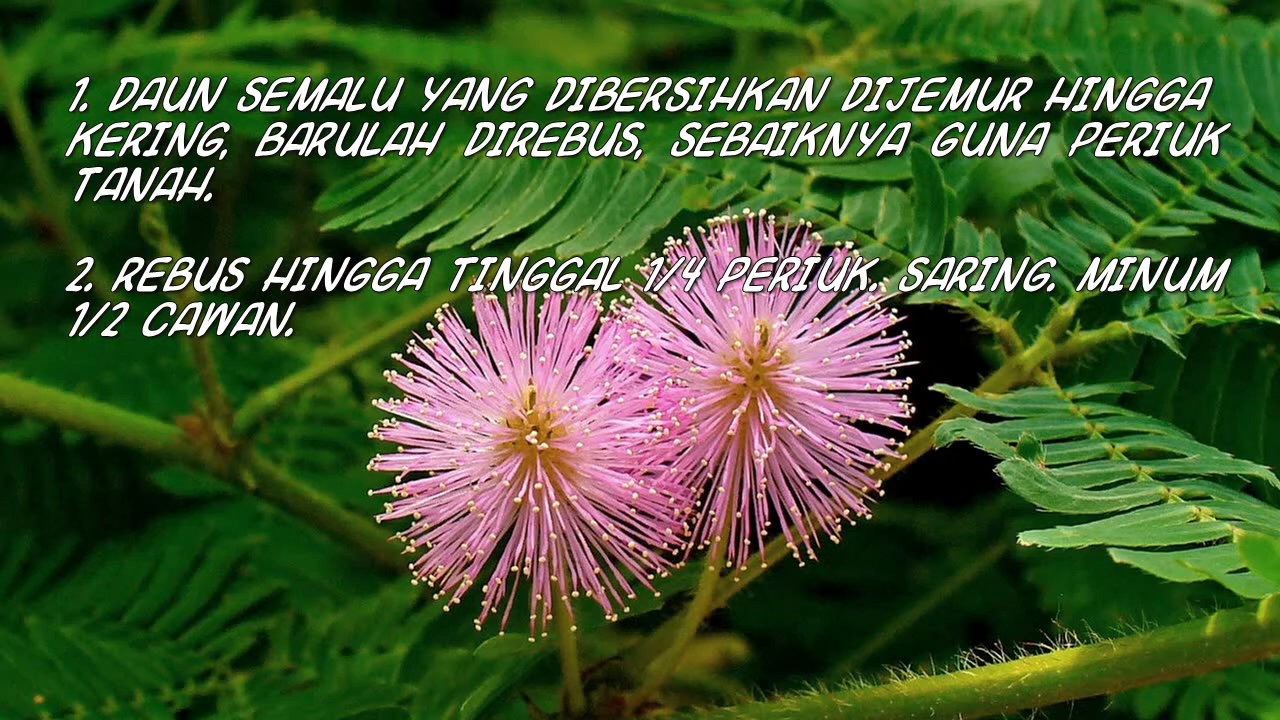 1. DAUN SEMALU YANG DIBERSIHKAN DIJEMUR HINGGA
KERING, BARULAH DIREBUS, SEBAIKNYA GUNA PERIUK
TANAH.
2. REBUS HINGGA TINGGAL 1/4 PERIUK. SARING. MINUM
1/2 CAWAN.